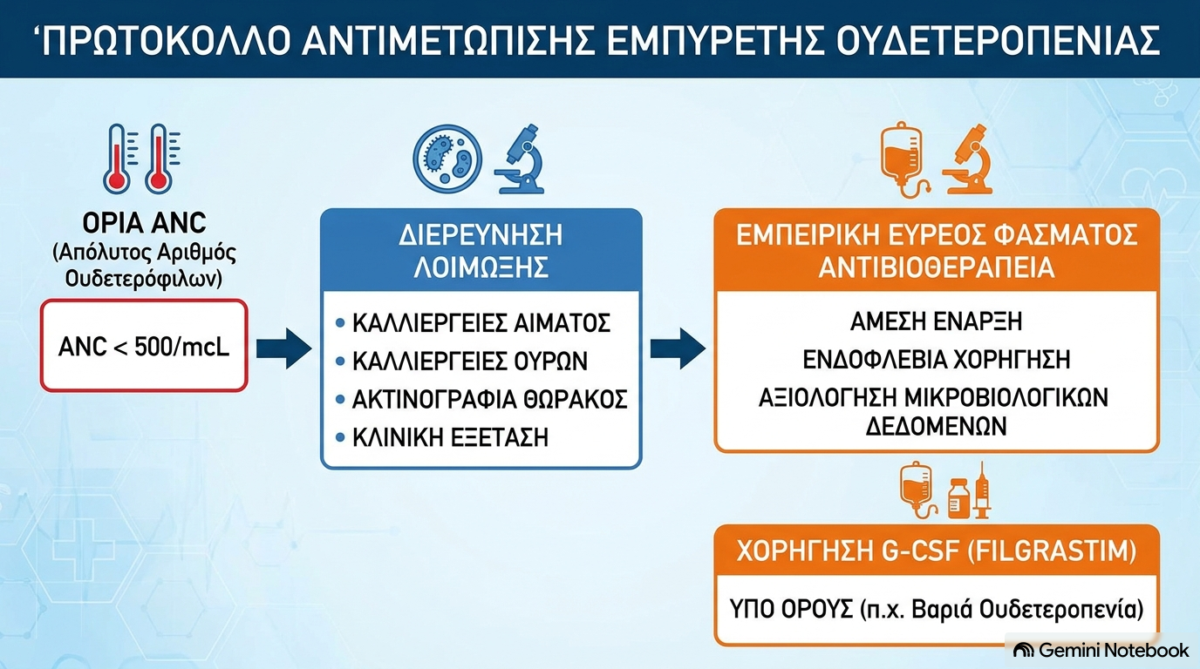 'ΠΡΩΤΟΚΟΛΛΟ ΑΝΤΙΜΕΤΩΠΙΣΗΣ ΕΜΠΥΡΕΤΗΣ ΟΥΔΕΤΕΡΟΠΕΝΙΑΣ
ΟΡΙΑ ANC
(Απόλυτος Αριθμός
Ουδετερόφιλων)
ANC < 500/mcL
ΔΙΕΡΕΥΝΗΣΗ
ΛΟΙΜΩΞΗΣ
• ΚΑΛΛΙΕΡΓΕΙΕΣ ΑΙΜΑΤΟΣ
• ΚΑΛΛΙΕΡΓΕΙΕΣ ΟΥΡΩΝ
• ΑΚΤΙΝΟΓΡΑΦΙΑ ΘΩΡΑΚΟΣ
• ΚΛΙΝΙΚΗ ΕΞΕΤΑΣΗ
ΕΜΠΕΙΡΙΚΗ ΕΥΡΕΟΣ ΦΑΣΜΑΤΟΣ
ΑΝΤΙΒΙΟΘΕΡΑΠΕΙΑ
ΑΜΕΣΗ ΕΝΑΡΞΗ
ΕΝΔΟΦΛΕΒΙΑ ΧΟΡΗΓΗΣΗ
ΑΞΙΟΛΟΓΗΣΗ ΜΙΚΡΟΒΙΟΛΟΓΙΚΩΝ
ΔΕΔΟΜΕΝΩΝ
ΧΟΡΗΓΗΣΗ G-CSF (FILGRASTIM)
ΥΠΟ ΟΡΟΥΣ (π.χ. Βαριά Ουδετεροπενία)
Gemini Notebook